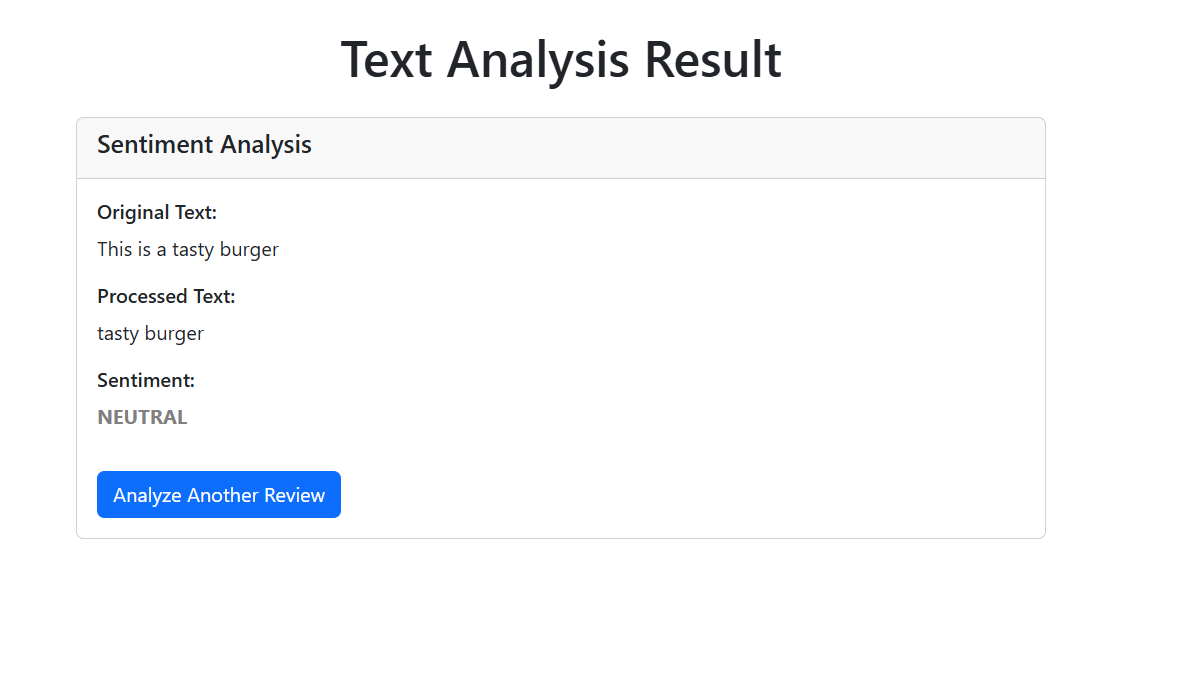 Text Analysis Result
Sentiment Analysis
Original Text:
This is a tasty burger
Processed Text:
tasty burger
Sentiment:
NEUTRAL
Analyze Another Review